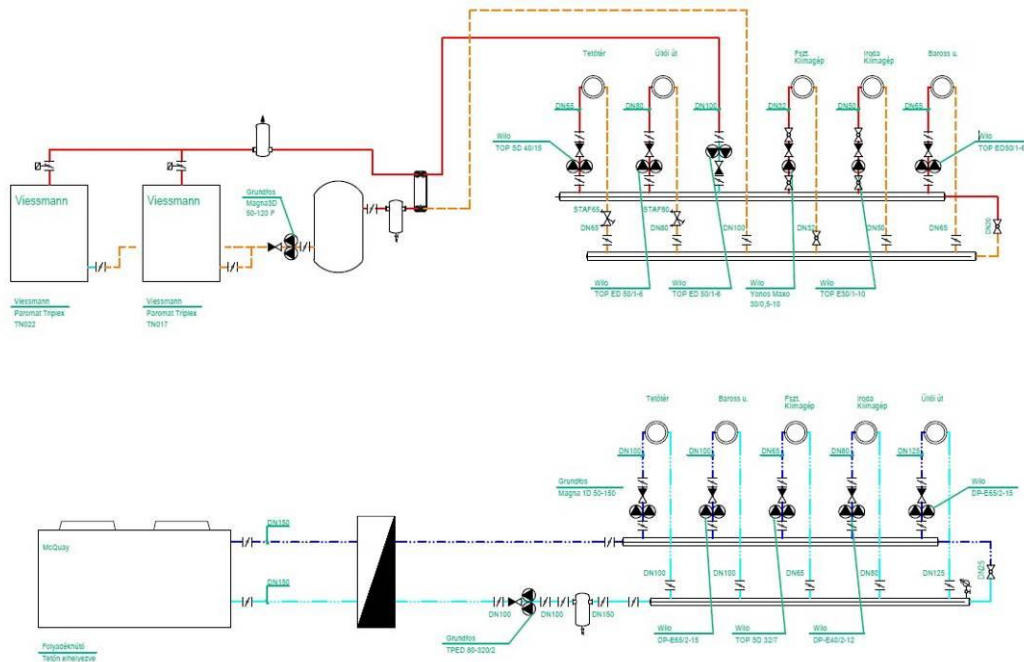 Tetőtér
Üllői út
Fszt.
Klímagép
Iroda
Klímagép
Baross u.
DN65
DN80
DN100
DN32
DN50
DN65
Wilo
TOP SD 40/15
Wilo
TOP ED50/1-6
Viessmann
Viessmann
Grundfos
Magna3D
50-120 F
STAF65
STAF80
DN65
DN80
DN100
DN32
DN50
DN65
DN20
Viessmann
Paromat Triplex
TN022
Viessmann
Paromat Triplex
TN017
Wilo
TOP ED 50/1-6
Wilo
TOP ED 50/1-6
Wilo
Yonos Maxo
30/0,5-10
Wilo
TOP E30/1-10
Tetőtér
Baross u.
Fszt.
Klímagép
Iroda
Klímagép
Üllői út
DN100
DN100
DN65
DN80
DN125
Grundfos
Magna 1D 50-150
Wilo
DP-E65/2-15
McQuay
DN150
DN150
DN100
DN100
DN65
DN80
DN125
DN25
DN100
DN100
DN150
Grundfos
TPED 80-320/2
Wilo
DP-E65/2-15
Wilo
TOP SD 32/7
Wilo
DP-E40/2-12
Folyadékhűtő
Tetőn elhelyezve